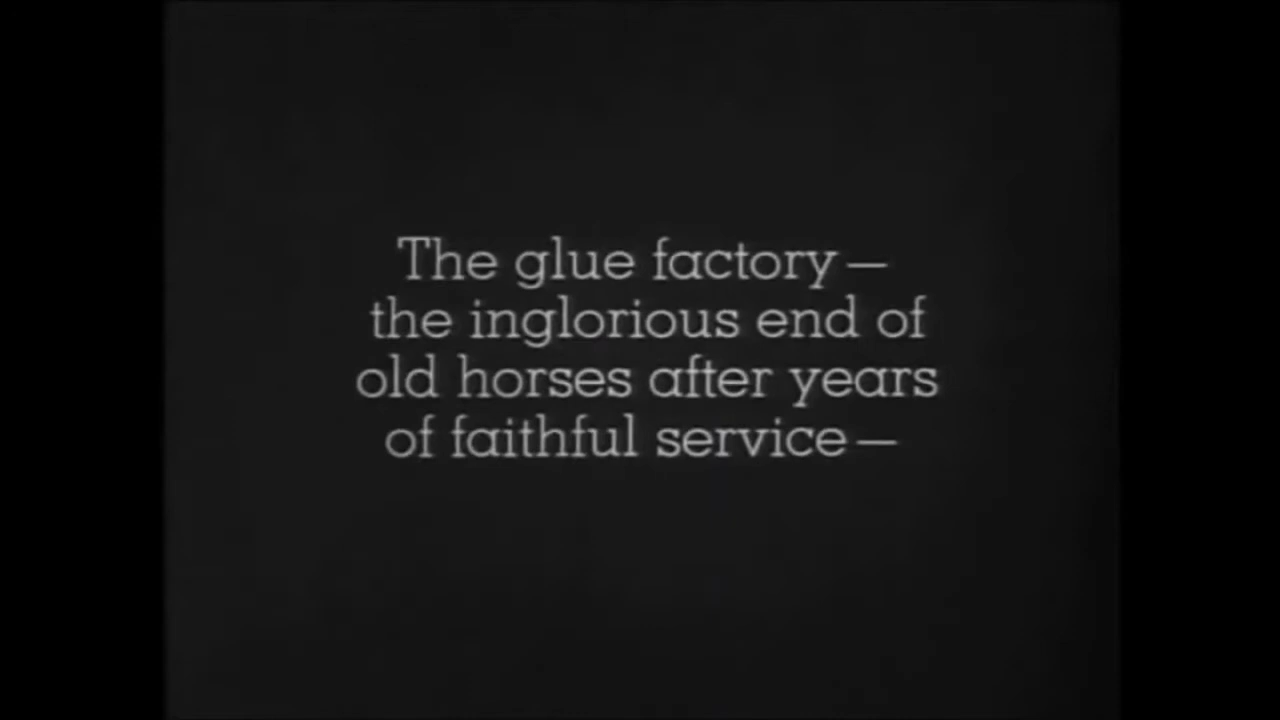 The glue factory—
the inglorious end of
old horses after years
of faithful service—